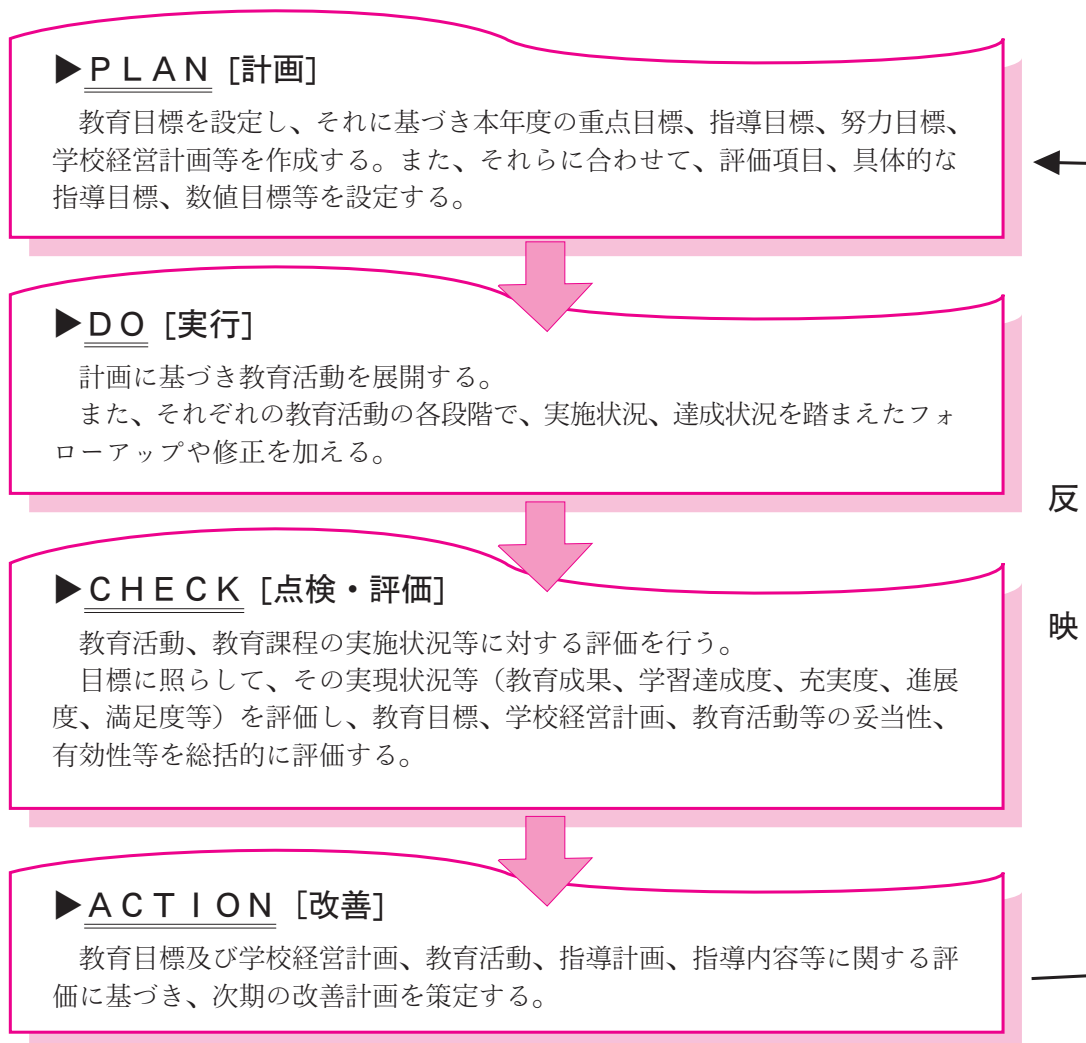 ▶ＰＬＡＮ［計画］
教育目標を設定し、それに基づき本年度の重点目標、指導目標、努力目標、
学校経営計画等を作成する。また、それらに合わせて、評価項目、具体的な
指導目標、数値目標等を設定する。
▶ＤＯ［実行］
計画に基づき教育活動を展開する。
また、それぞれの教育活動の各段階で、実施状況、達成状況を踏まえたフォ
ローアップや修正を加える。
▶ＣＨＥＣＫ［点検・評価］
教育活動、教育課程の実施状況等に対する評価を行う。
目標に照らして、その実現状況等（教育成果、学習達成度、充実度、進展
度、満足度等）を評価し、教育目標、学校経営計画、教育活動等の妥当性、
有効性等を総括的に評価する。
▶ＡＣＴＩＯＮ［改善］
教育目標及び学校経営計画、教育活動、指導計画、指導内容等に関する評
価に基づき、次期の改善計画を策定する。
反映